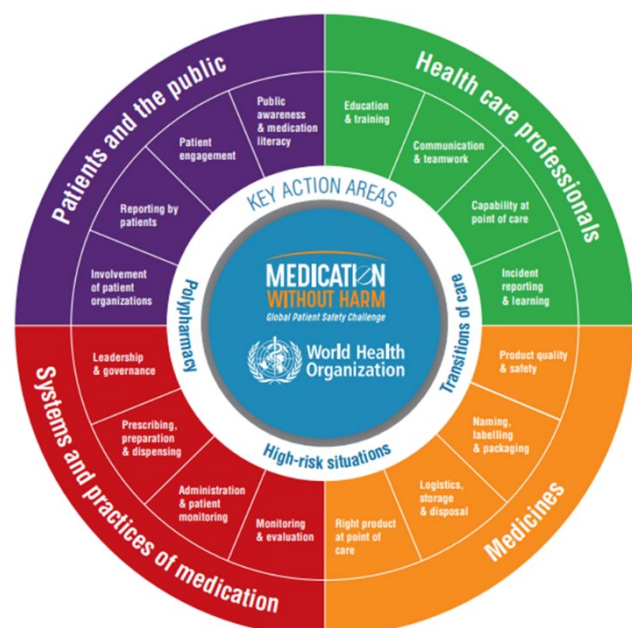 Patients and the public
Public
awareness
& medication
literacy
Patient
engagement
Reporting by
patients
Involvement
of patient
organizations
Health care professionals
Education
& training
Communication
& teamwork
Capability at
point of care
Incident
reporting
& learning
Medicines
Product quality
& safety
Naming,
labelling
& packaging
Logistics,
storage
& disposal
Right product
at point of
care
Systems and practices of medication
Leadership
& governance
Prescribing,
preparation
& dispensing
Administration
& patient
monitoring
Monitoring
& evaluation
KEY ACTION AREAS
Polypharmacy
Transitions of care
High-risk situations
MEDICATION
WITHOUT HARM
Global Patient Safety Challenge
World Health
Organization